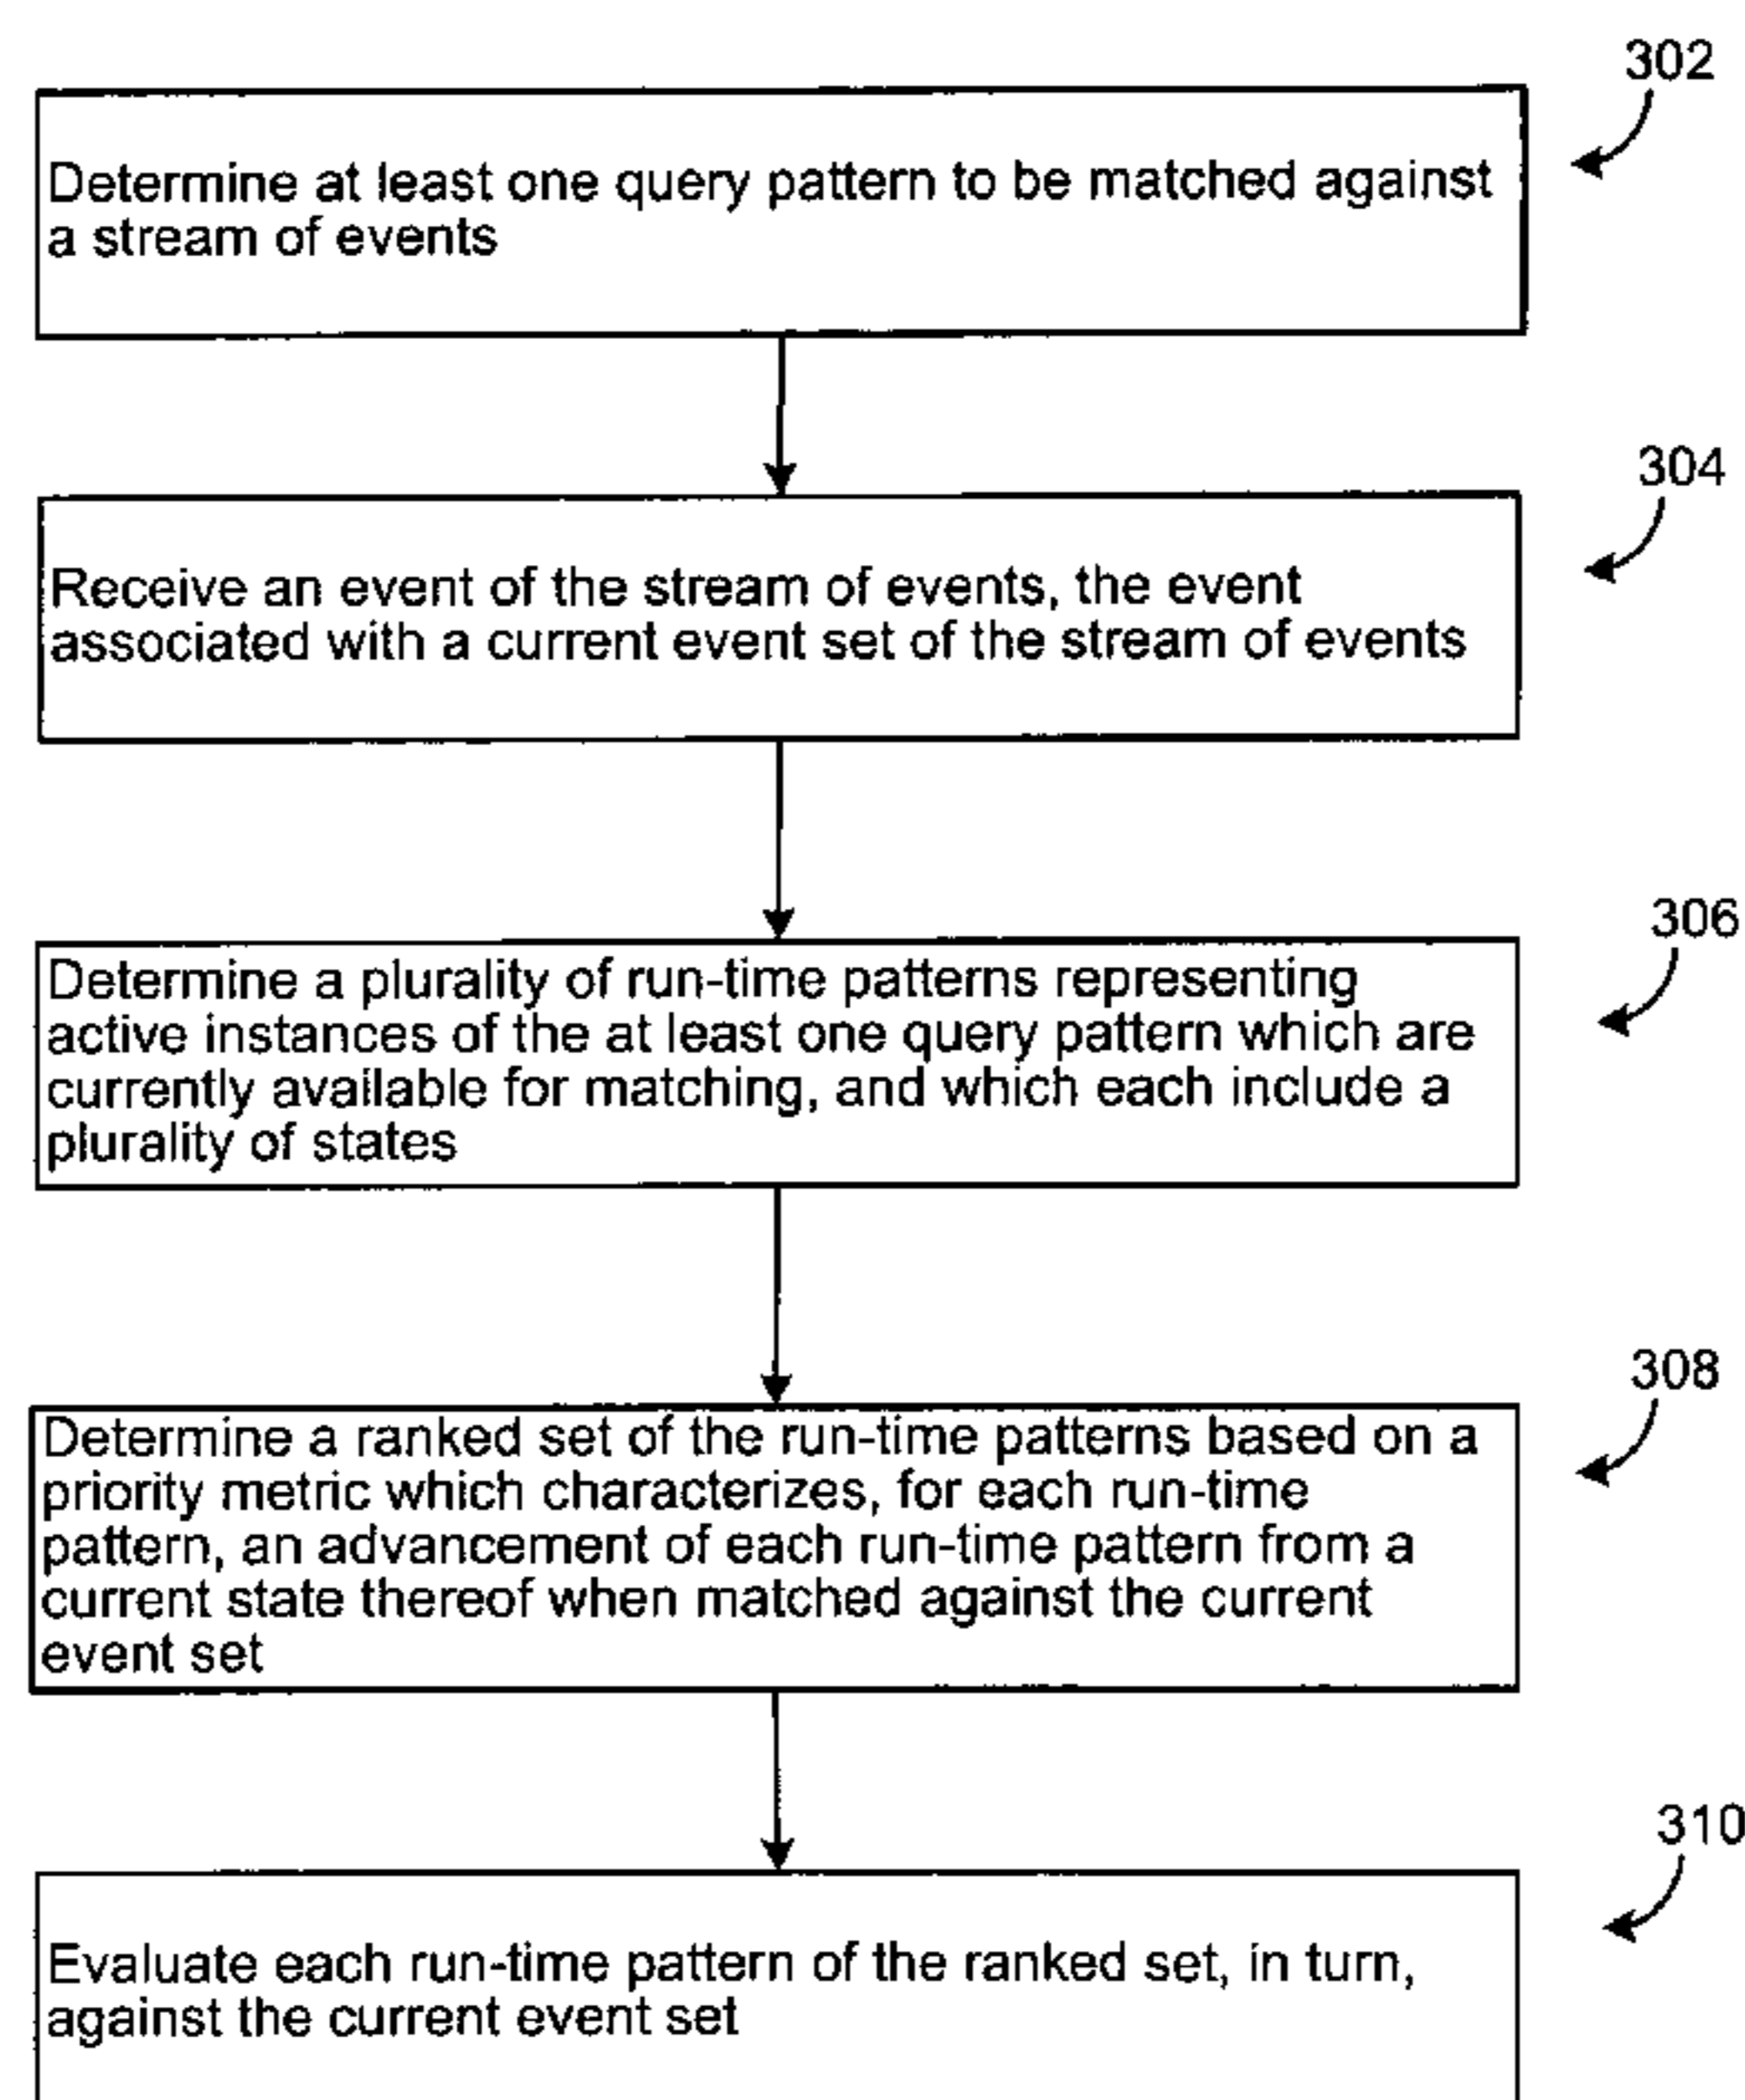 302
Determine at least one query pattern to be matched against
a stream of events
304
Receive an event of the stream of events, the event
associated with a current event set of the stream of events
306
Determine a plurality of run-time patterns representing
active instances of the at least one query pattern which are
currently available for matching, and which each include a
plurality of states
308
Determine a ranked set of the run-time patterns based on a
priority metric which characterizes, for each run-time
pattern, an advancement of each run-time pattern from a
current state thereof when matched against the current
event set
310
Evaluate each run-time pattern of the ranked set, in turn,
against the current event set